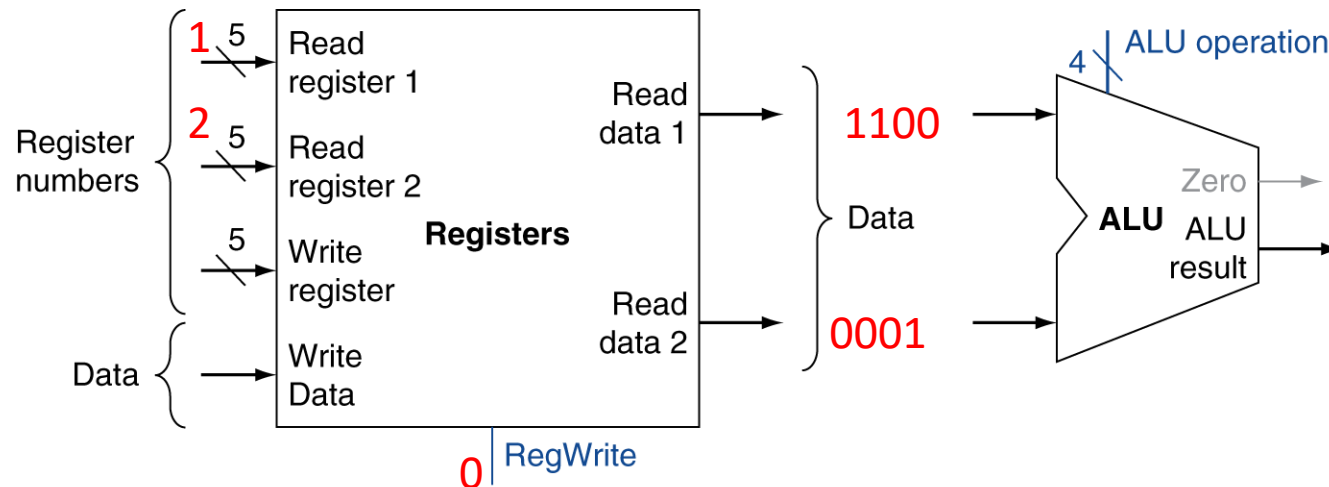 Register
numbers
Data
1
5
Read
register 1
2
5
Read
register 2
5
Write
register
Write
Data
Registers
Read
data 1
Read
data 2
0
RegWrite
1100
Data
0001
4
ALU operation
Zero
ALU
ALU
result